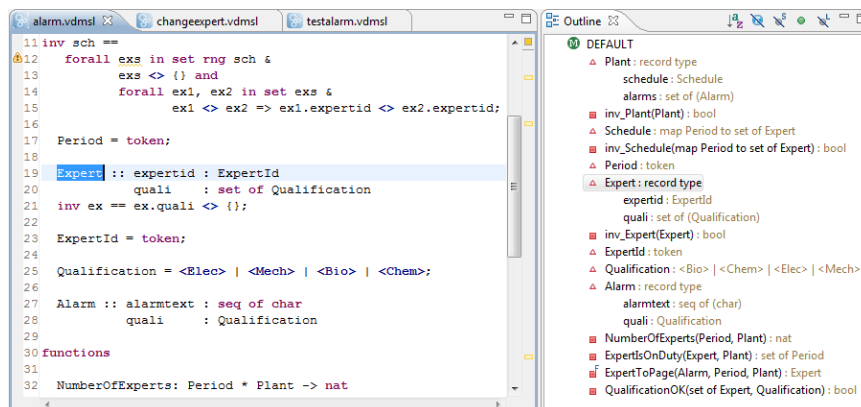 alarm.vdmsl
changeexpert.vdmsl
testalarm.vdmsl
11 inv sch ==
12 forall exs in set rng sch &
13 exs <> {} and
14 forall ex1, ex2 in set exs &
15 ex1 <> ex2 => ex1.expertid <> ex2.expertid;
16
17 Period = token;
18
19 Expert :: expertid : ExpertId
20 quali : set of Qualification
21 inv ex == ex.quali <> {};
22
23 ExpertId = token;
24
25 Qualification = <Elec> | <Mech> | <Bio> | <Chem>;
26
27 Alarm :: alarmtext : seq of char
28 quali : Qualification
29
30 functions
31
32 NumberOfExperts: Period * Plant -> nat
Outline
DEFAULT
Plant : record type
schedule : Schedule
alarms : set of (Alarm)
inv_Plant(Plant) : bool
Schedule : map Period to set of Expert
inv_Schedule(map Period to set of Expert) : bool
Period : token
Expert : record type
expertid : ExpertId
quali : set of (Qualification)
inv_Expert(Expert) : bool
ExpertId : token
Qualification : <Bio> | <Chem> | <Elec> | <Mech>
Alarm : record type
alarmtext : seq of (char)
quali : Qualification
NumberOfExperts(Period, Plant) : nat
ExpertIsOnDuty(Expert, Plant) : set of Period
ExpertToPage(Alarm, Period, Plant) : Expert
QualificationOK(set of Expert, Qualification) : bool